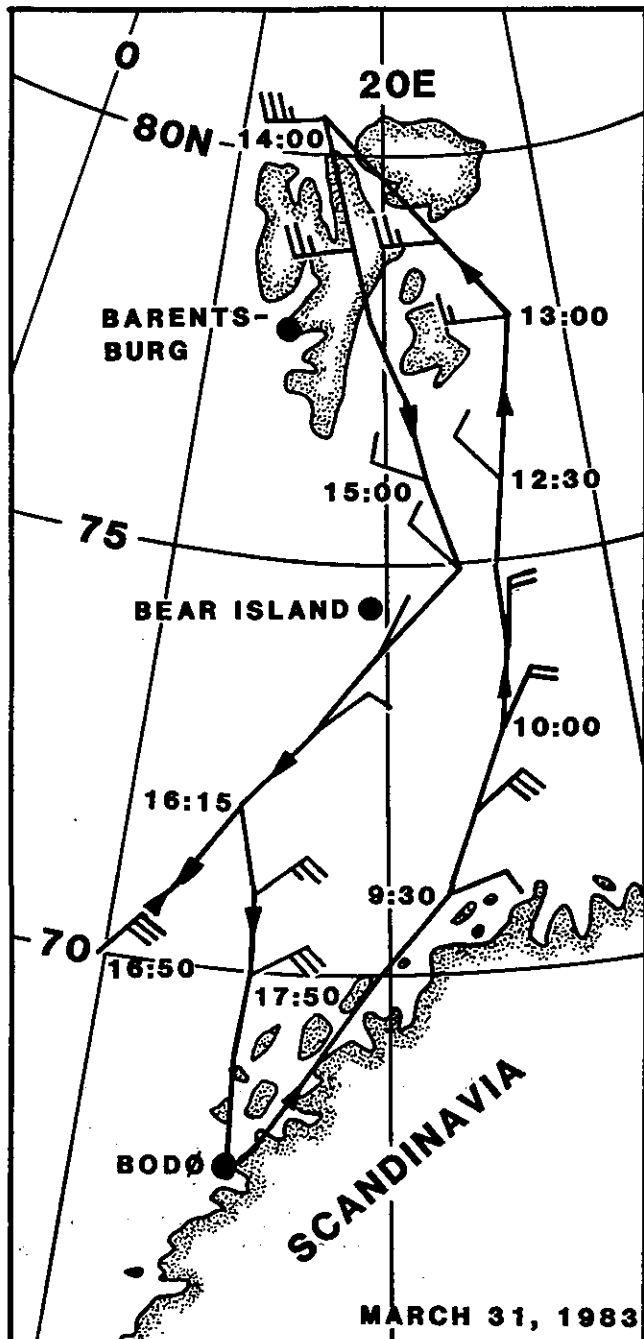 0
20E
80N
14:00
BARENTS-
BURG
13:00
15:00
12:30
75
BEAR ISLAND
10:00
16:15
9:30
70
16:50
17:50
BODØ
SCANDINAVIA
MARCH 31, 1983